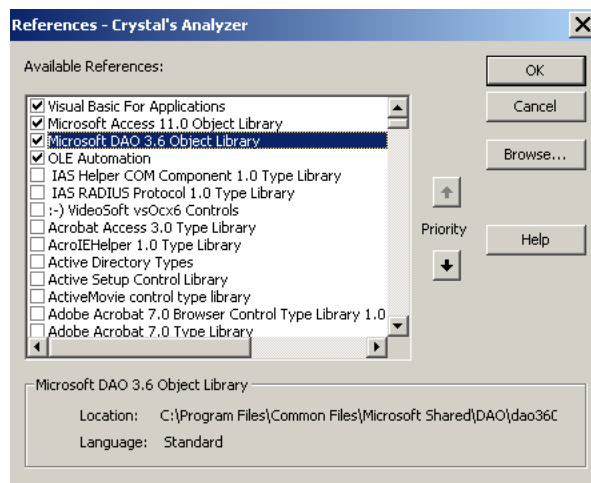 References - Crystal's Analyzer
Available References:
Visual Basic For Applications
Microsoft Access 11.0 Object Library
Microsoft DAO 3.6 Object Library
OLE Automation
IAS Helper COM Component 1.0 Type Library
IAS RADIUS Protocol 1.0 Type Library
:-) VideoSoft vsOcx6 Controls
Acrobat Access 3.0 Type Library
AcroIEHelper 1.0 Type Library
Active Directory Types
Active Setup Control Library
ActiveMovie control type library
Adobe Acrobat 7.0 Browser Control Type Library 1.0
Adobe Acrobat 7.0 Type Library
OK
Cancel
Browse...
Priority
Help
Microsoft DAO 3.6 Object Library
Location: C:\Program Files\Common Files\Microsoft Shared\DAO\dao360
Language: Standard